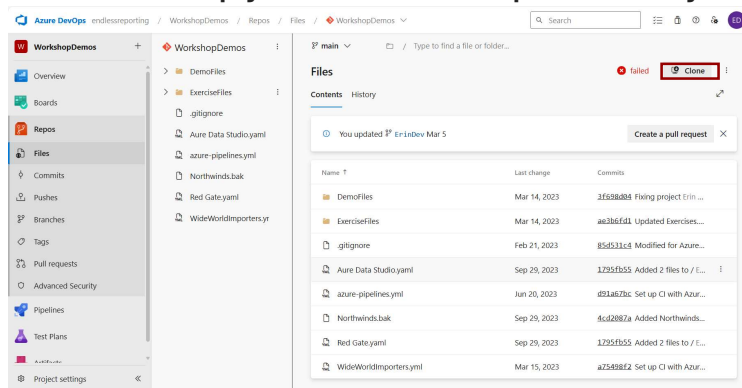 Azure DevOps endlessreporting / WorkshopDemos / Repos / Files / WorkshopDemos
Search
ED
W WorkshopDemos +
Overview
Boards
Repos
Files
Commits
Pushes
Branches
Tags
Pull requests
Advanced Security
Pipelines
Test Plans
Artifacts
Project settings
WorkshopDemos
DemoFiles
ExerciseFiles
.gitignore
Aure Data Studio.yaml
azure-pipelines.yml
Northwinds.bak
Red Gate.yaml
WideWorldImporters.yr
main / Type to find a file or folder...
Files
failed
Clone
Contents History
You updated ErinDev Mar 5
Create a pull request
Name ↑ Last change Commits
DemoFiles Mar 14, 2023 3f698d04 Fixing project Erin ...
ExerciseFiles Mar 14, 2023 ae3b6fd1 Updated Exercises....
.gitignore Feb 21, 2023 85d531c4 Modified for Azure...
Aure Data Studio.yaml Sep 29, 2023 1795fb55 Added 2 files to / E...
azure-pipelines.yml Jun 20, 2023 d91a67bc Set up CI with Azur...
Northwinds.bak Sep 29, 2023 4cd2087a Added Northwinds...
Red Gate.yaml Sep 29, 2023 1795fb55 Added 2 files to / E...
WideWorldImporters.yml Mar 15, 2023 a75498f2 Set up CI with Azur...